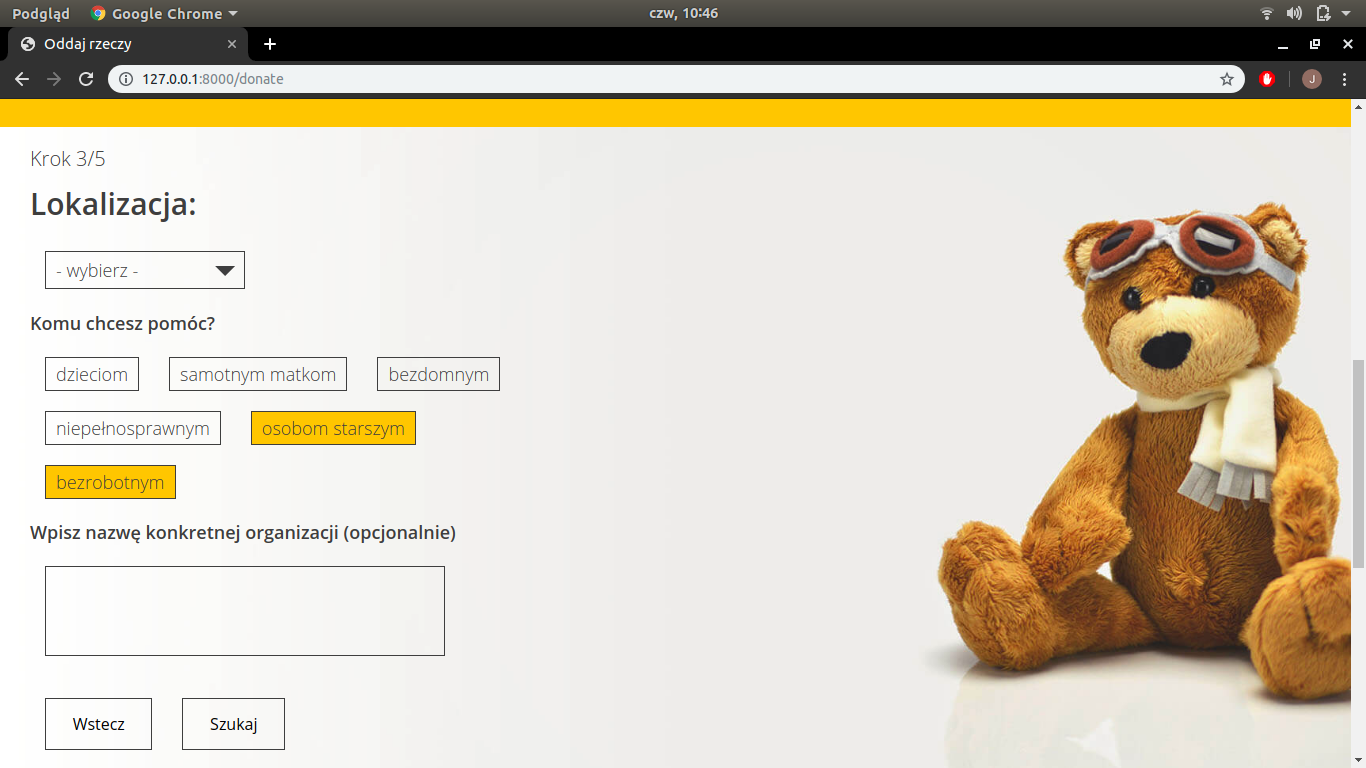 Podgląd Google Chrome czw, 10:46
Oddaj rzeczy
127.0.0.1:8000/donate J
Krok 3/5
Lokalizacja:
- wybierz -
Komu chcesz pomóc?
dzieciom samotnym matkom bezdomnym
niepełnosprawnym osobom starszym
bezrobotnym
Wpisz nazwę konkretnej organizacji (opcjonalnie)
Wstecz Szukaj